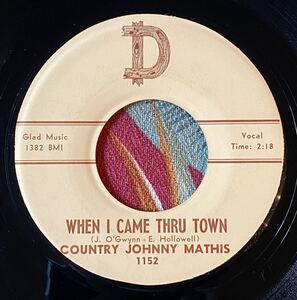 D
Glad Music
1382 BMI
Vocal
Time: 2:18
WHEN I CAME THRU TOWN
(J. O'Gwynn - E. Hollowell)
COUNTRY JOHNNY MATHIS
1152